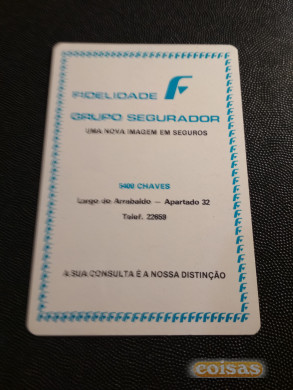 FIDELIDADE F
GRUPO SEGURADOR
UMA NOVA IMAGEM EM SEGUROS
5400 CHAVES
Largo do Arrabalde — Apartado 32
Telef. 22659
A SUA CONSULTA É A NOSSA DISTINÇÃO
coisas